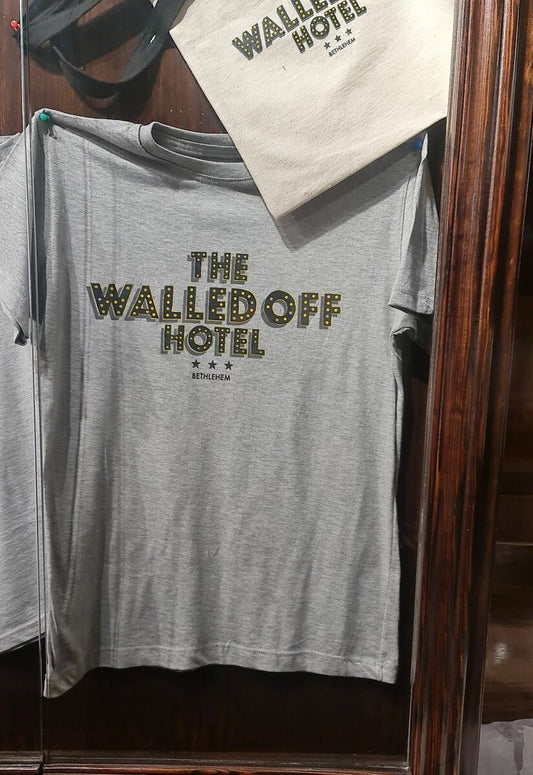 WALLED
HOTEL
★ ★ ★
BETHLEHEM
THE
WALLED OFF
HOTEL
★ ★ ★
BETHLEHEM